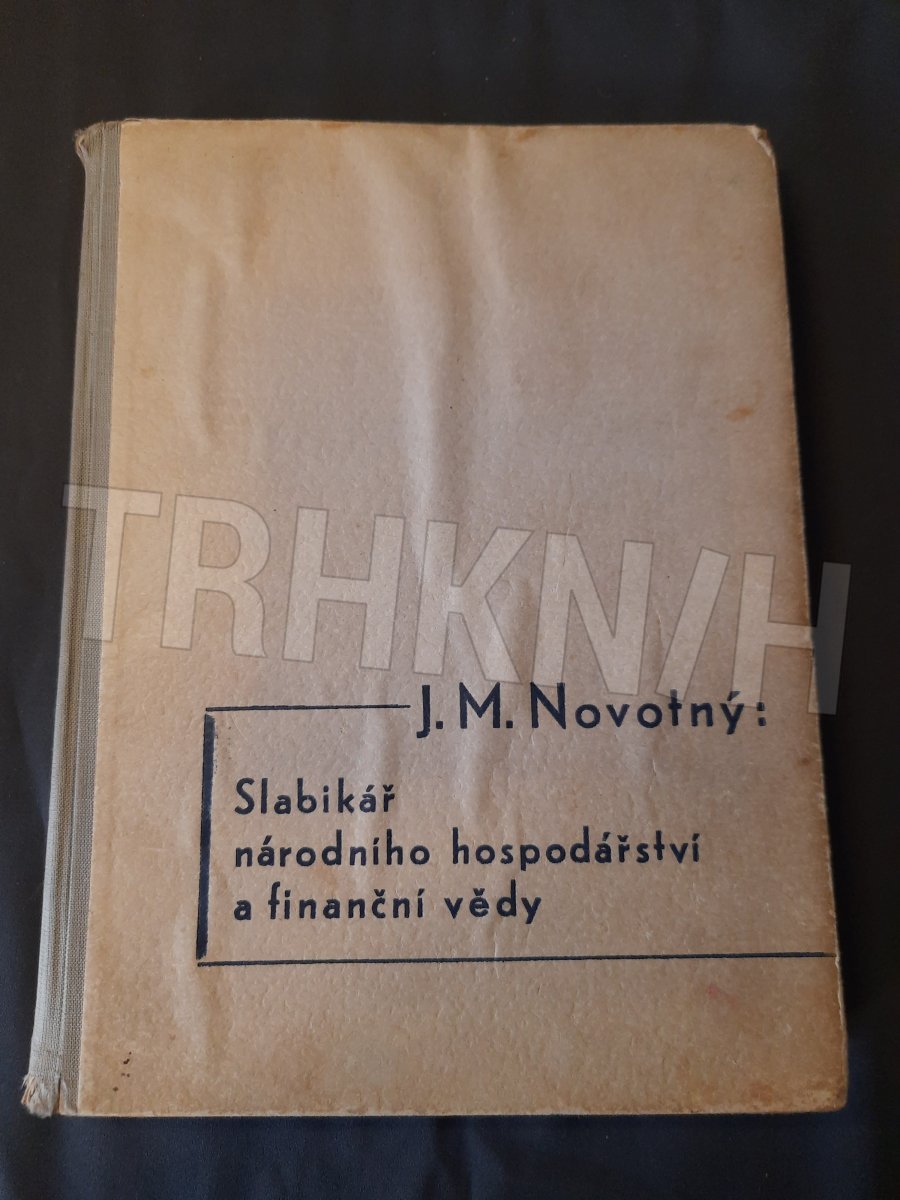 TRHKNIH
J. M. Novotný:
Slabikář
národního hospodářství
a finanční vědy